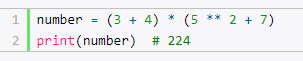 1 number = (3 + 4) * (5 ** 2 + 7)
2 print(number)  # 224